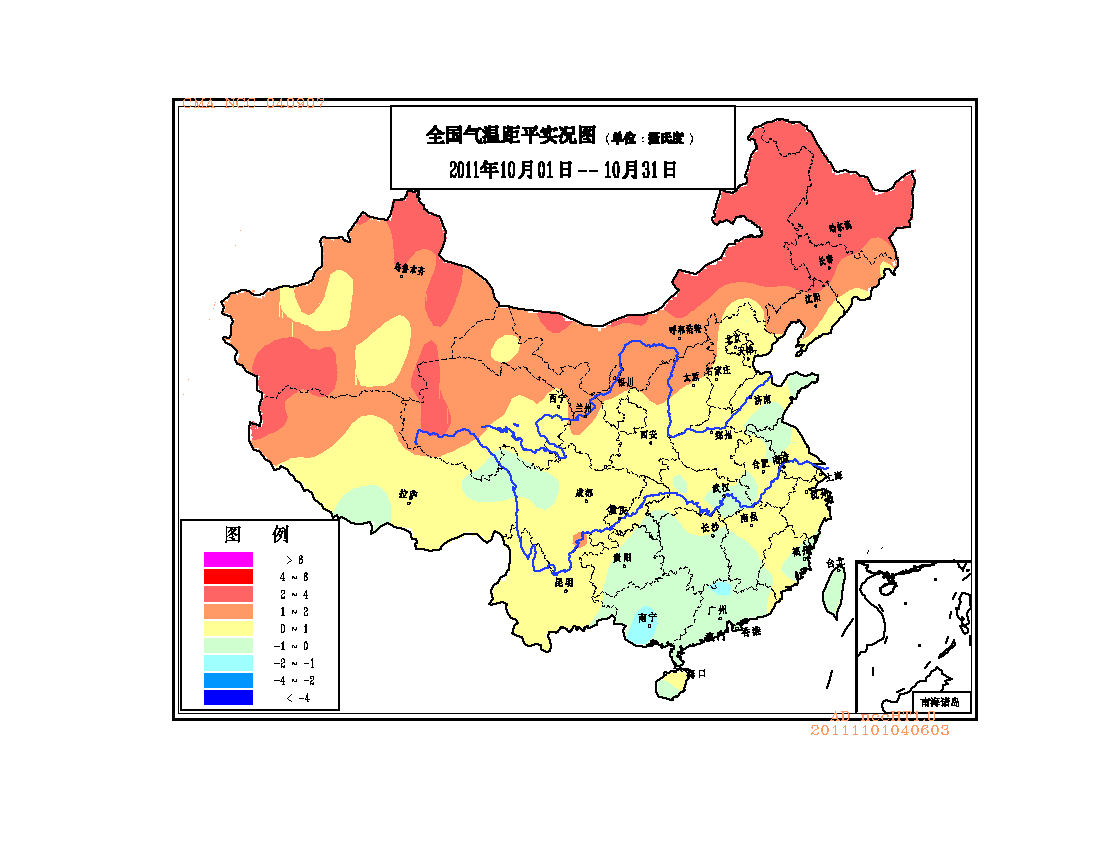 CMA NCC 040902
全国气温距平实况图 (单位:摄氏度)
2011年10月01日 -- 10月31日
哈尔滨
长春
乌鲁木齐
沈阳
呼和浩特
北京
天津
银川
太原
石家庄
西宁
济南
兰州
西安
郑州
合肥
南京
上海
拉萨
成都
武汉
杭州
重庆
南昌
长沙
贵阳
福州
台北
昆明
南宁
广州
澳门
香港
海口
图 例
> 6
4 ~ 6
2 ~ 4
1 ~ 2
0 ~ 1
-1 ~ 0
-2 ~ -1
-4 ~ -2
< -4
南海诸岛
20111101040603